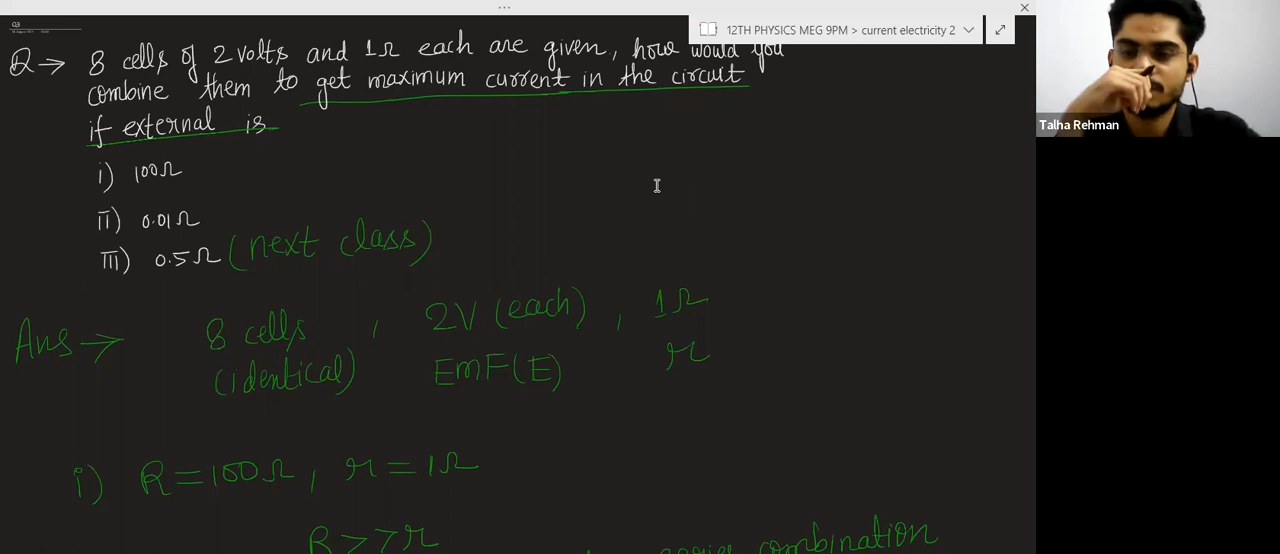 Q3
12TH PHYSICS MEG 9PM > current electricity 2
Q → 8 cells of 2 volts and 1Ω each are given, how would you
combine them to get maximum current in the circuit
if external is
i) 100Ω
II) 0.01Ω
III) 0.5Ω (next class)
Talha Rehman
Ans → 8 cells , 2V (each) , 1Ω
(identical) EmF(E) r
i) R = 100Ω, r = 1Ω
R >> r
combination